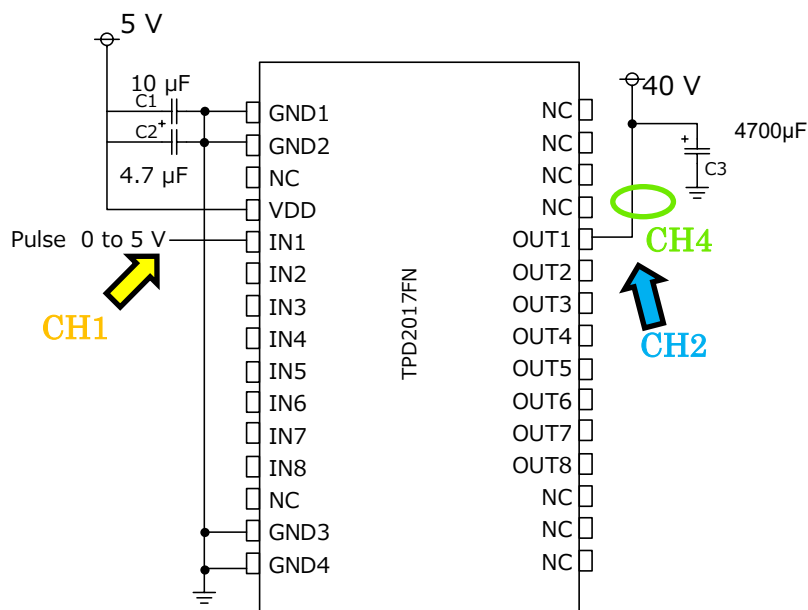 5 V
10 µF
C1
C2
+
4.7 µF
Pulse 0 to 5 V
CH1
GND1
GND2
NC
VDD
IN1
IN2
IN3
IN4
IN5
IN6
IN7
IN8
NC
GND3
GND4
TPD2017FN
NC
NC
NC
NC
OUT1
OUT2
OUT3
OUT4
OUT5
OUT6
OUT7
OUT8
NC
NC
NC
40 V
4700µF
+
C3
CH4
CH2